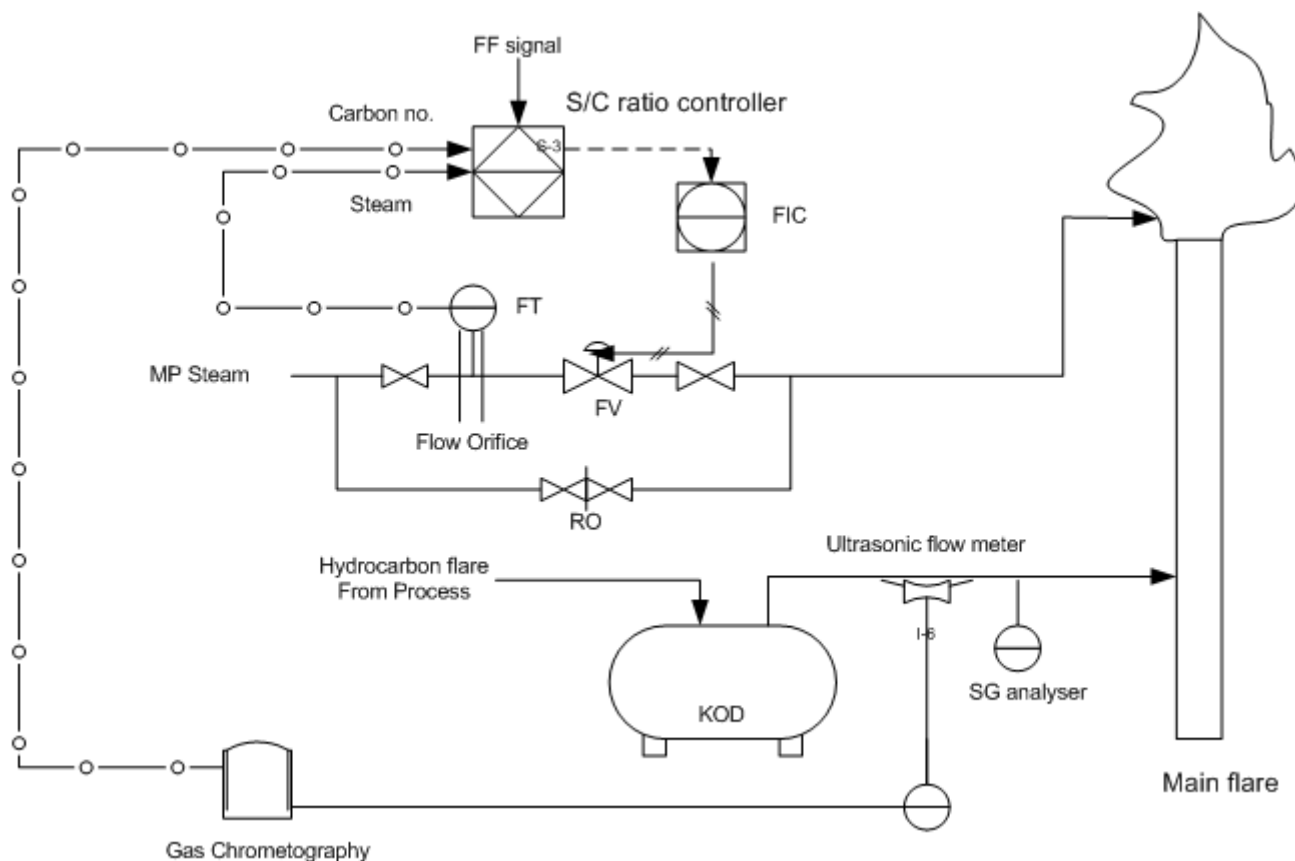 FF signal
S/C ratio controller
Carbon no.
S-3
Steam
FIC
FT
MP Steam
FV
Flow Orifice
RO
Ultrasonic flow meter
Hydrocarbon flare
From Process
I-6
SG analyser
KOD
Main flare
Gas Chrometography